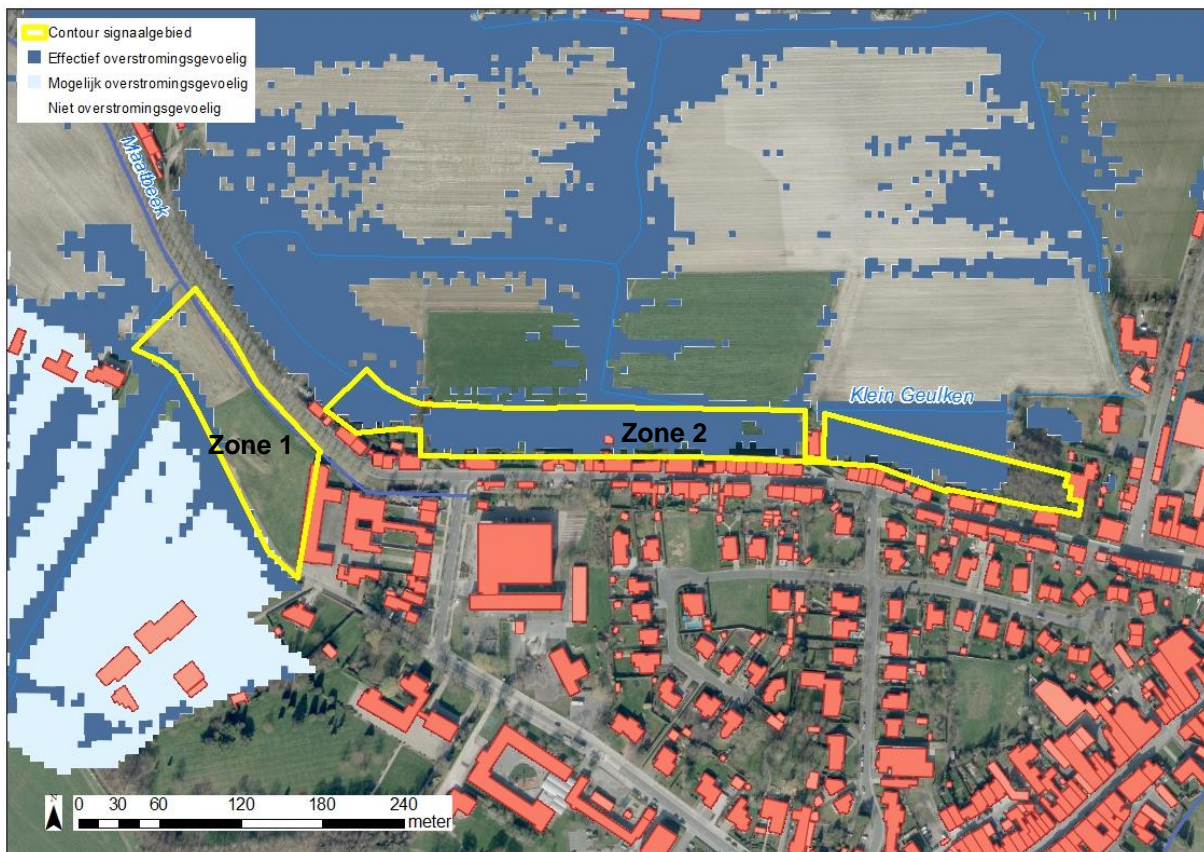 Contour signaalgebied
Effectief overstromingsgevoelig
Mogelijk overstromingsgevoelig
Niet overstromingsgevoelig
Maatbeek
Klein Geulken
Zone 1
Zone 2
N
0 30 60 120 180 240
meter